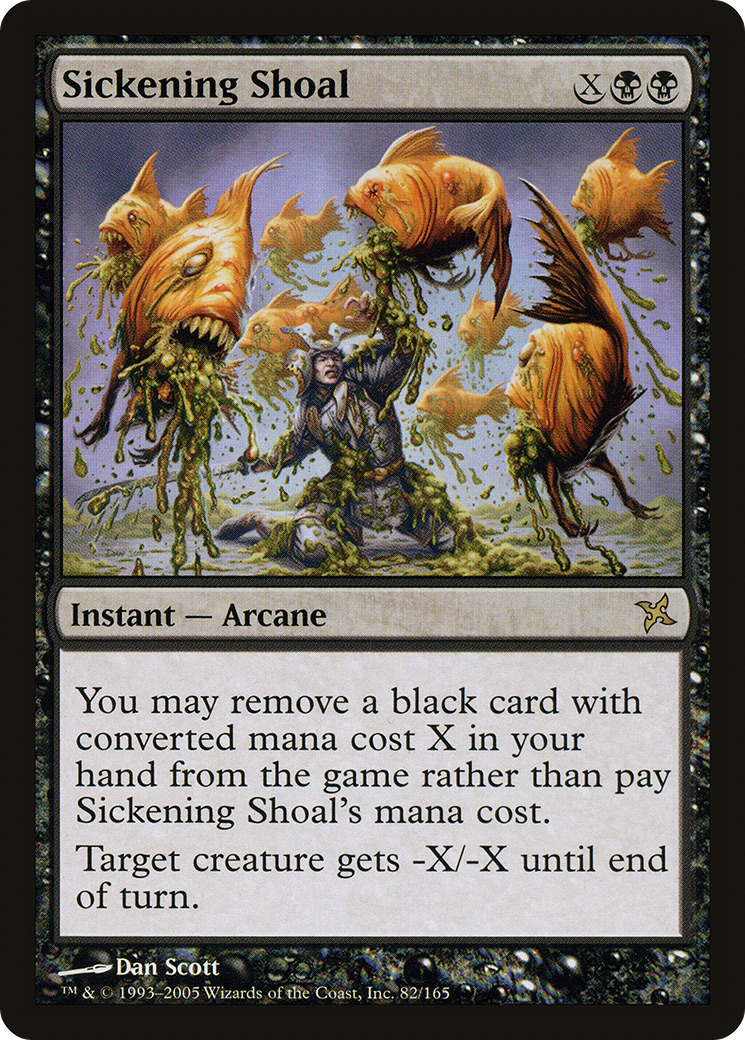 Sickening Shoal X
Instant — Arcane
You may remove a black card with
converted mana cost X in your
hand from the game rather than pay
Sickening Shoal's mana cost.
Target creature gets -X/-X until end
of turn.
Dan Scott
™ & © 1993–2005 Wizards of the Coast, Inc. 82/165